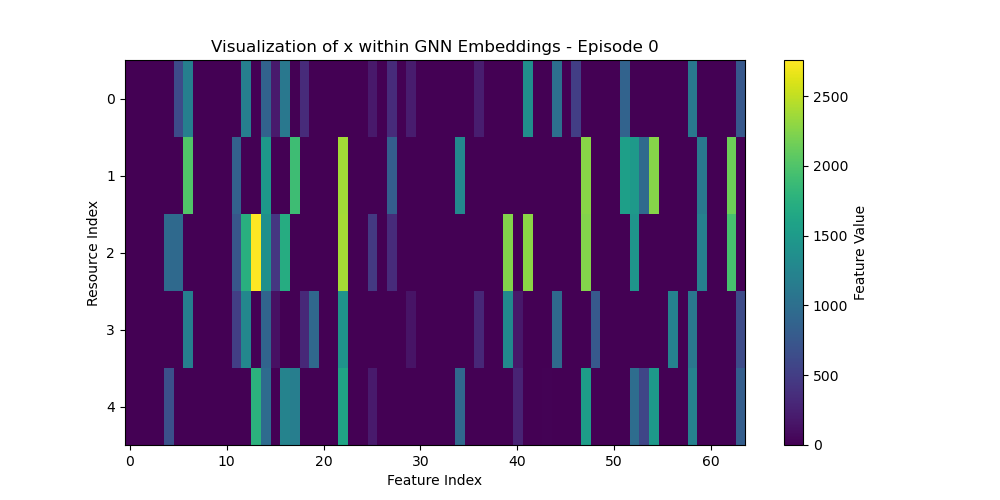 Visualization of x within GNN Embeddings - Episode 0
0
1
2
3
4
Resource Index
0 10 20 30 40 50 60
Feature Index
2500
2000
1500
1000
500
0
Feature Value